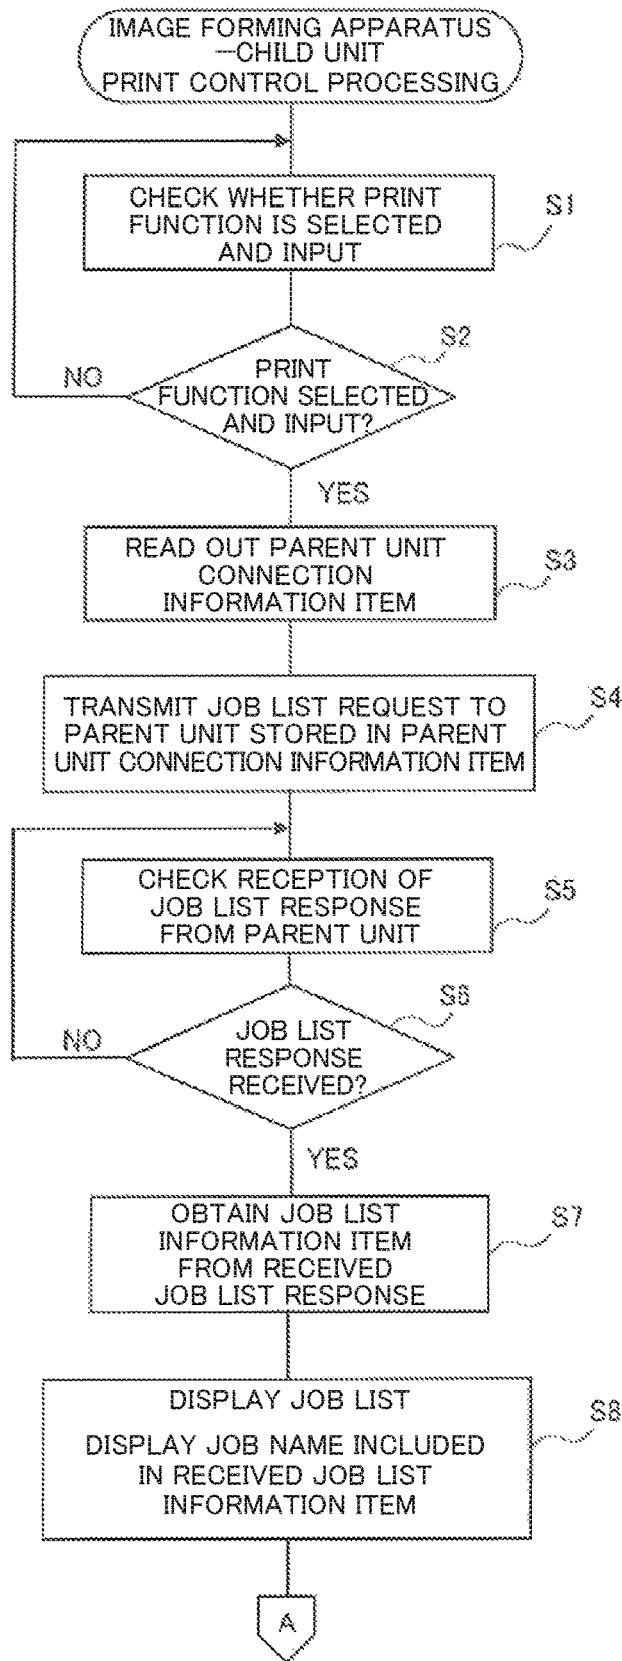 IMAGE FORMING APPARATUS
—CHILD UNIT
PRINT CONTROL PROCESSING
CHECK WHETHER PRINT
FUNCTION IS SELECTED
AND INPUT
S1
S2
PRINT
FUNCTION SELECTED
AND INPUT?
NO
YES
READ OUT PARENT UNIT
CONNECTION
INFORMATION ITEM
S3
TRANSMIT JOB LIST REQUEST TO
PARENT UNIT STORED IN PARENT
UNIT CONNECTION INFORMATION ITEM
S4
CHECK RECEPTION OF
JOB LIST RESPONSE
FROM PARENT UNIT
S5
S6
JOB LIST
RESPONSE
RECEIVED?
NO
YES
OBTAIN JOB LIST
INFORMATION ITEM
FROM RECEIVED
JOB LIST RESPONSE
S7
DISPLAY JOB LIST
DISPLAY JOB NAME INCLUDED
IN RECEIVED JOB LIST
INFORMATION ITEM
S8
A